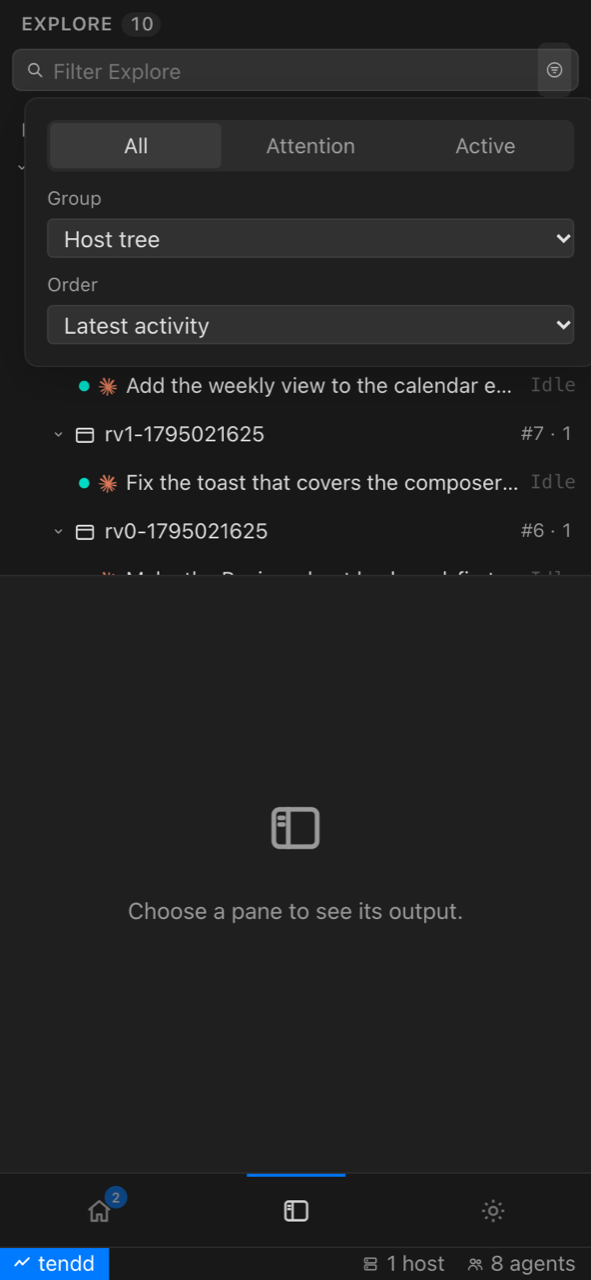 EXPLORE 10
Filter Explore
All Attention Active
Group
Host tree
Order
Latest activity
Add the weekly view to the calendar e... Idle
rv1-1795021625 #7 · 1
Fix the toast that covers the composer... Idle
rv0-1795021625 #6 · 1
Choose a pane to see its output.
2
tendd 1 host 8 agents